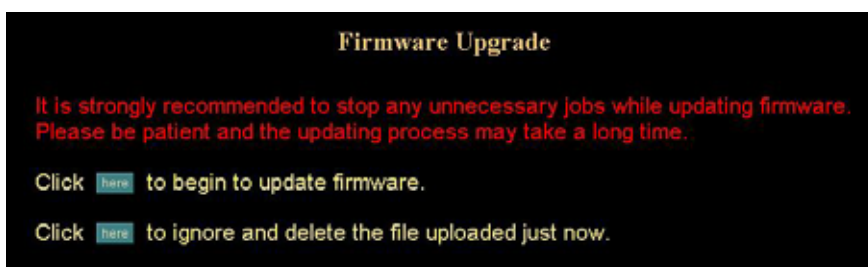 Firmware Upgrade
It is strongly recommended to stop any unnecessary jobs while updating firmware.
Please be patient and the updating process may take a long time.
Click here to begin to update firmware.
Click here to ignore and delete the file uploaded just now.